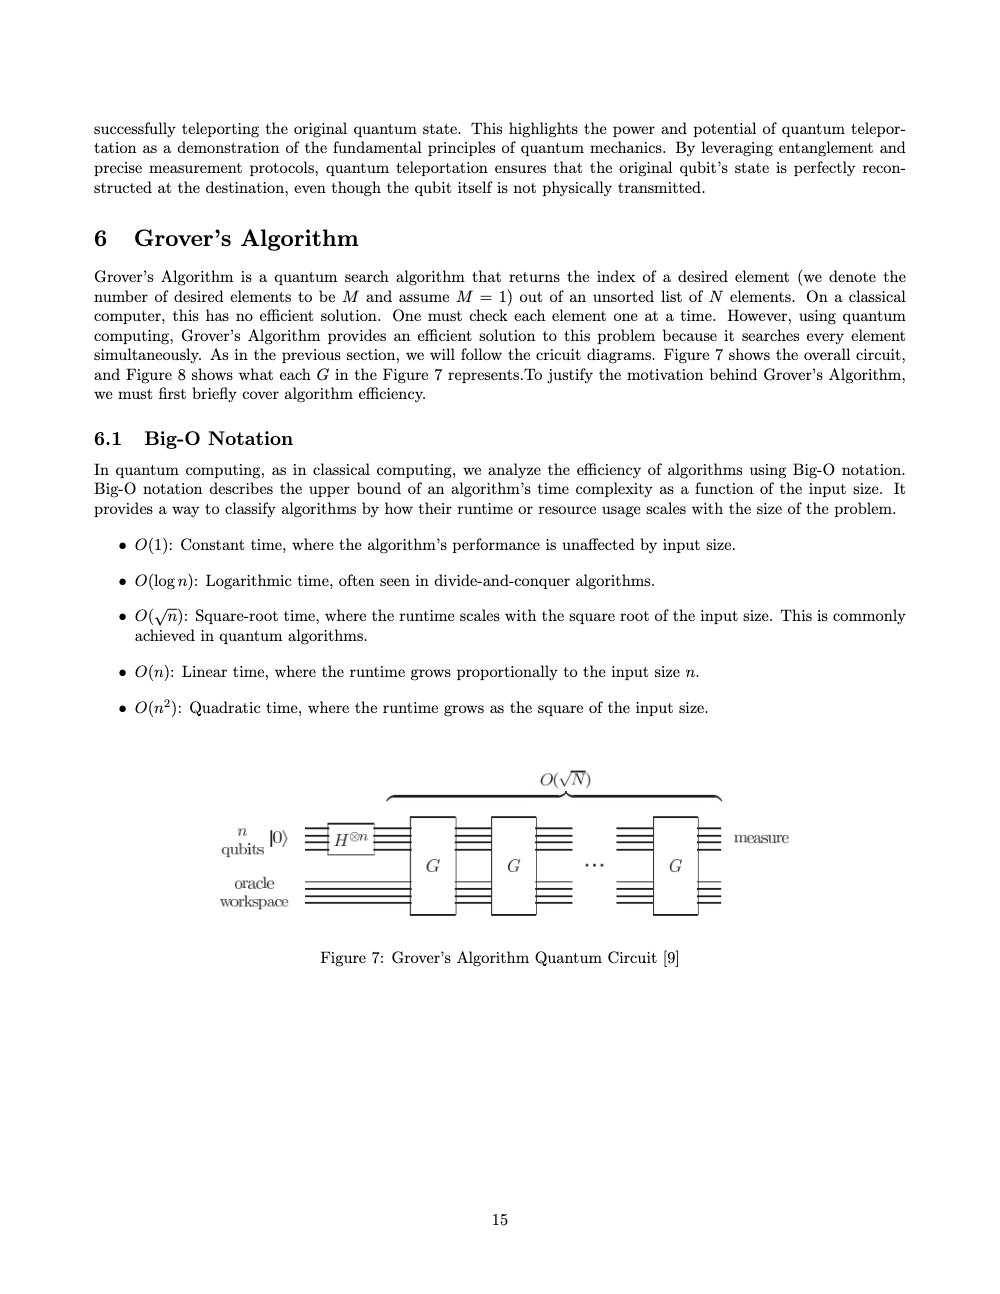 successfully teleporting the original quantum state. This highlights the power and potential of quantum telepor-
tation as a demonstration of the fundamental principles of quantum mechanics. By leveraging entanglement and
precise measurement protocols, quantum teleportation ensures that the original qubit's state is perfectly recon-
structed at the destination, even though the qubit itself is not physically transmitted.
6 Grover's Algorithm
Grover's Algorithm is a quantum search algorithm that returns the index of a desired element (we denote the
number of desired elements to be M and assume M = 1) out of an unsorted list of N elements. On a classical
computer, this has no efficient solution. One must check each element one at a time. However, using quantum
computing, Grover's Algorithm provides an efficient solution to this problem because it searches every element
simultaneously. As in the previous section, we will follow the cricuit diagrams. Figure 7 shows the overall circuit,
and Figure 8 shows what each G in the Figure 7 represents.To justify the motivation behind Grover's Algorithm,
we must first briefly cover algorithm efficiency.
6.1 Big-O Notation
In quantum computing, as in classical computing, we analyze the efficiency of algorithms using Big-O notation.
Big-O notation describes the upper bound of an algorithm's time complexity as a function of the input size. It
provides a way to classify algorithms by how their runtime or resource usage scales with the size of the problem.
• O(1): Constant time, where the algorithm's performance is unaffected by input size.
• O(log n): Logarithmic time, often seen in divide-and-conquer algorithms.
• O(√n): Square-root time, where the runtime scales with the square root of the input size. This is commonly
achieved in quantum algorithms.
• O(n): Linear time, where the runtime grows proportionally to the input size n.
• O(n²): Quadratic time, where the runtime grows as the square of the input size.
O(√N)
n
qubits |0⟩
H⊗n
measure
G G ··· G
oracle
workspace
Figure 7: Grover's Algorithm Quantum Circuit [9]
15